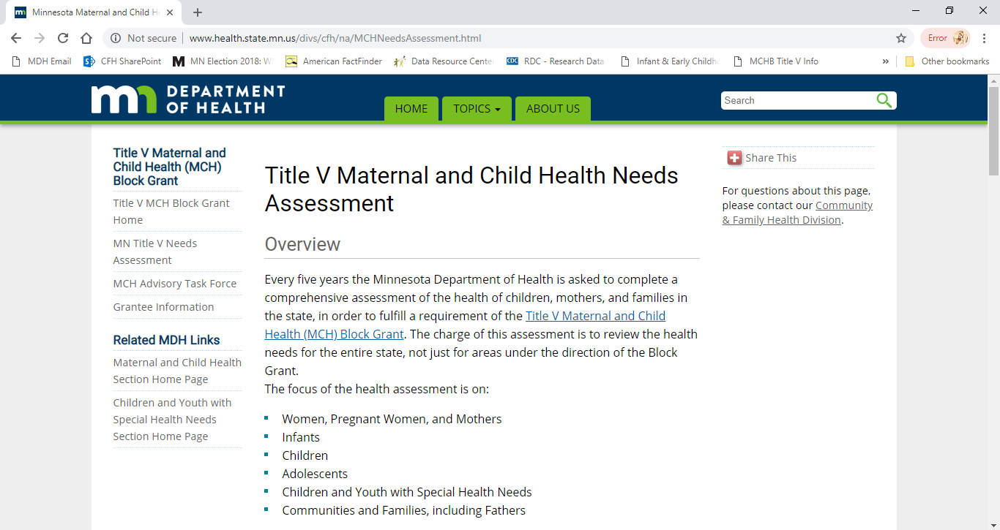 Minnesota Maternal and Child H
Not secure
www.health.state.mn.us/divs/cfh/na/MCHNeedsAssessment.html
Error
MDH Email
CFH SharePoint
MN Election 2018: W
American FactFinder
Data Resource Cente
RDC - Research Data
Infant & Early Childho
MCHB Title V Info
»
Other bookmarks
mn DEPARTMENT
OF HEALTH
HOME
TOPICS
ABOUT US
Search
Title V Maternal and
Child Health (MCH)
Block Grant
Title V MCH Block Grant
Home
MN Title V Needs
Assessment
MCH Advisory Task Force
Grantee Information
Related MDH Links
Maternal and Child Health
Section Home Page
Children and Youth with
Special Health Needs
Section Home Page
Title V Maternal and Child Health Needs
Assessment
Overview
Every five years the Minnesota Department of Health is asked to complete a
comprehensive assessment of the health of children, mothers, and families in
the state, in order to fulfill a requirement of the Title V Maternal and Child
Health (MCH) Block Grant. The charge of this assessment is to review the health
needs for the entire state, not just for areas under the direction of the Block
Grant.
The focus of the health assessment is on:
Women, Pregnant Women, and Mothers
Infants
Children
Adolescents
Children and Youth with Special Health Needs
Communities and Families, including Fathers
Share This
For questions about this page,
please contact our Community
& Family Health Division.